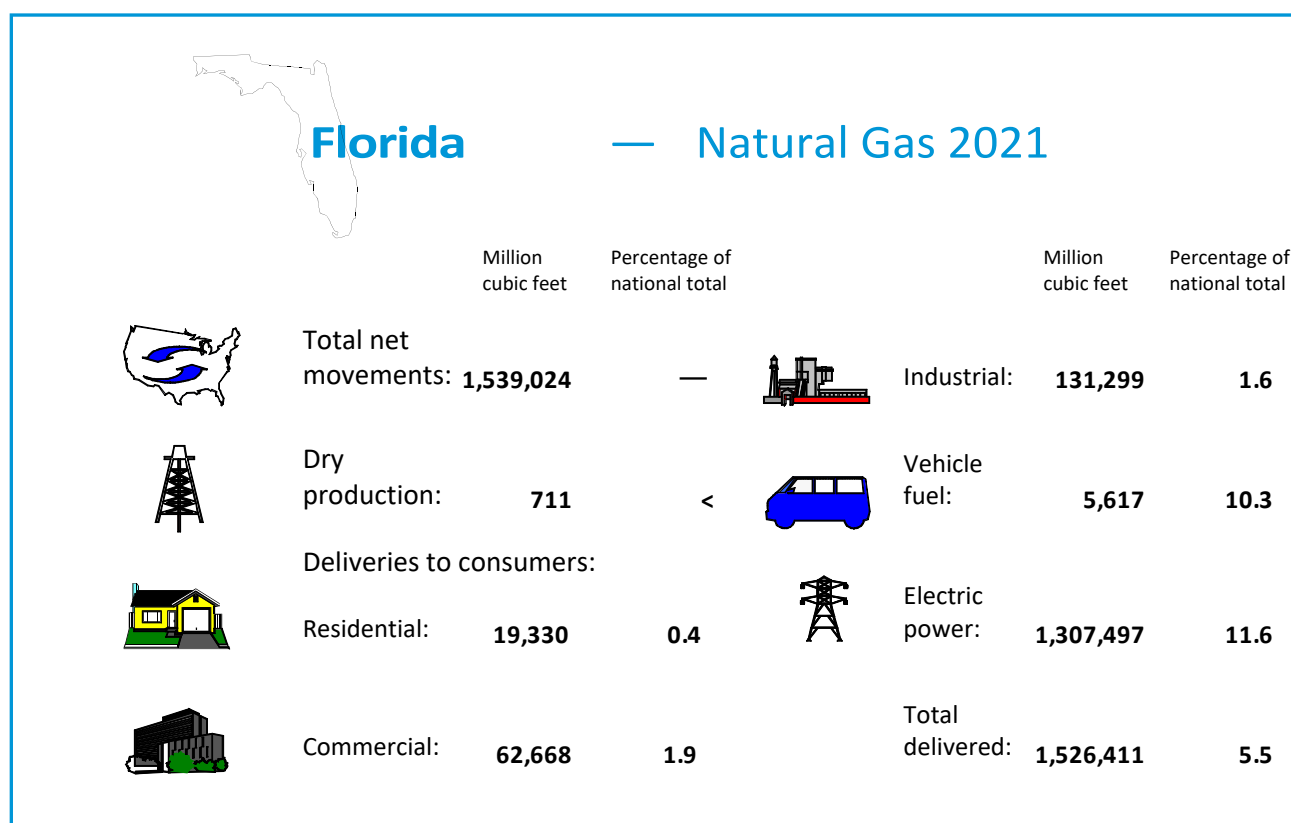 Florida — Natural Gas 2021
Million Percentage of Million Percentage of
cubic feet national total cubic feet national total
Total net
movements: 1,539,024 — Industrial: 131,299 1.6
Dry Vehicle
production: 711 < fuel: 5,617 10.3
Deliveries to consumers:
Electric
Residential: 19,330 0.4 power: 1,307,497 11.6
Total
Commercial: 62,668 1.9 delivered: 1,526,411 5.5